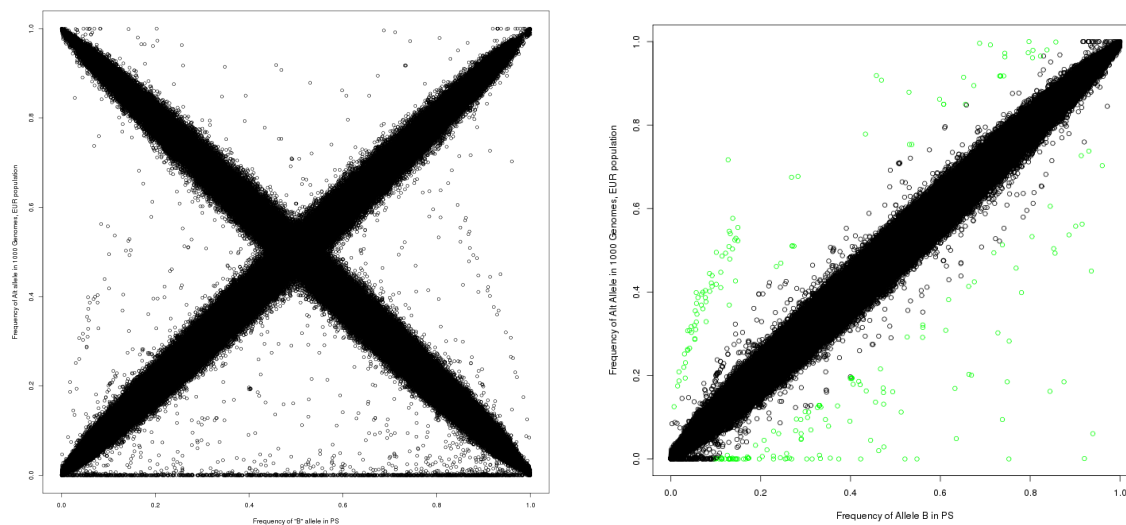 1.0
0.8
0.6
0.4
0.2
0.0
Frequency of Alt allele in 1000 Genomes, EUR population
0.0 0.2 0.4 0.6 0.8 1.0
Frequency of "B" allele in PS
1.0
0.8
0.6
0.4
0.2
0.0
Frequency of Alt Allele in 1000 Genomes, EUR population
0.0 0.2 0.4 0.6 0.8 1.0
Frequency of Allele B in PS